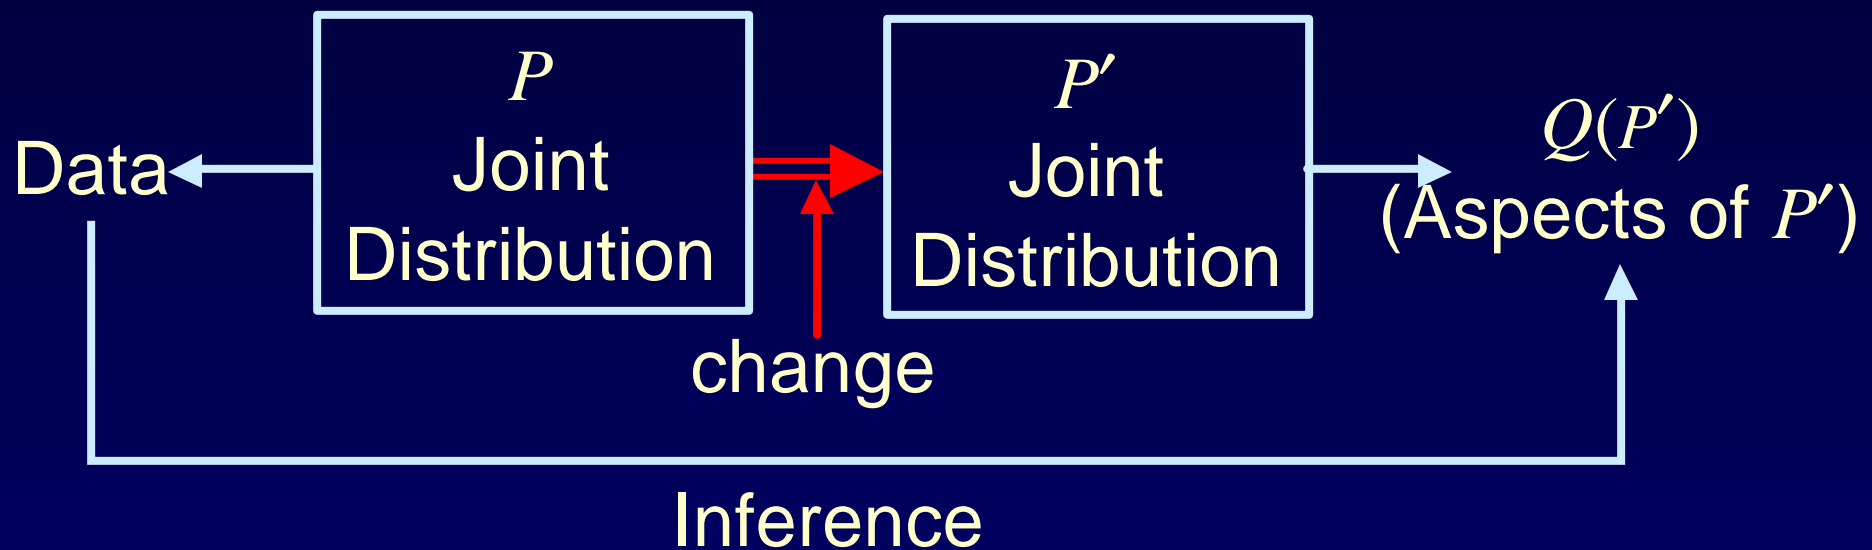 Data
P
Joint
Distribution
change
P′
Joint
Distribution
Q(P′)
(Aspects of P′)
Inference